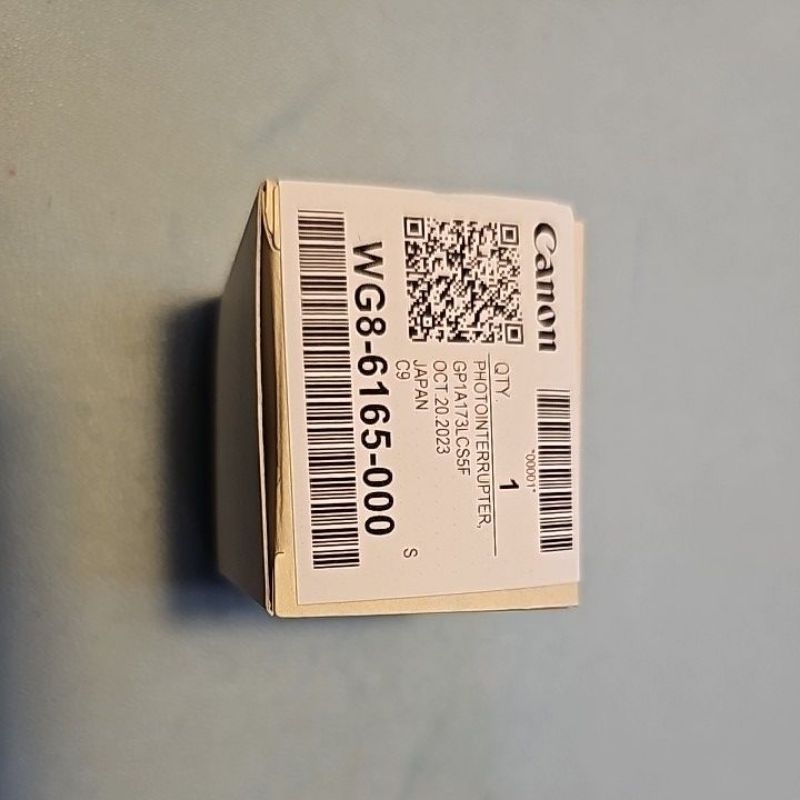 Canon
*00001*
QTY. 1
PHOTOINTERRUPTER,
GP1A173LCS5F
OCT.20.2023
JAPAN
C9 S
WG8-6165-000